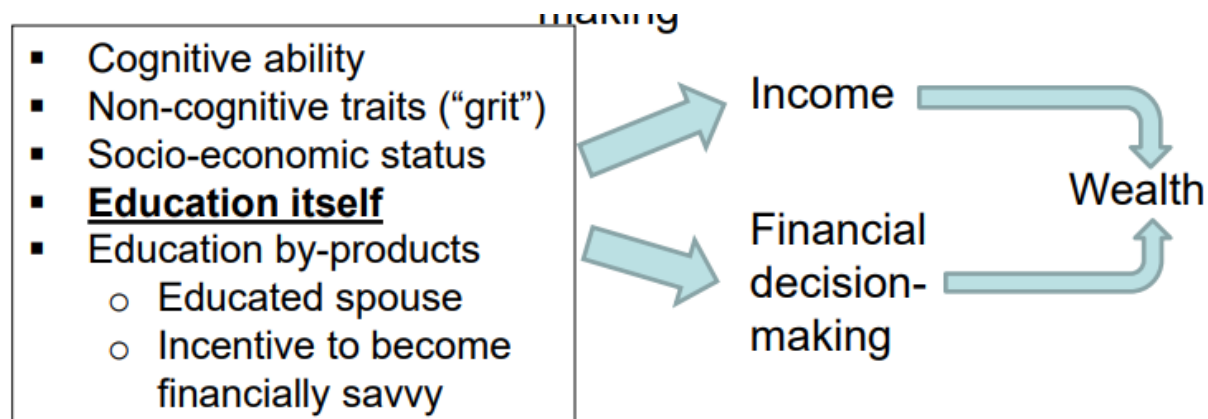 making
▪ Cognitive ability
▪ Non-cognitive traits (“grit”)
▪ Socio-economic status
▪ Education itself
▪ Education by-products
o Educated spouse
o Incentive to become
financially savvy
Income
Wealth
Financial
decision-
making